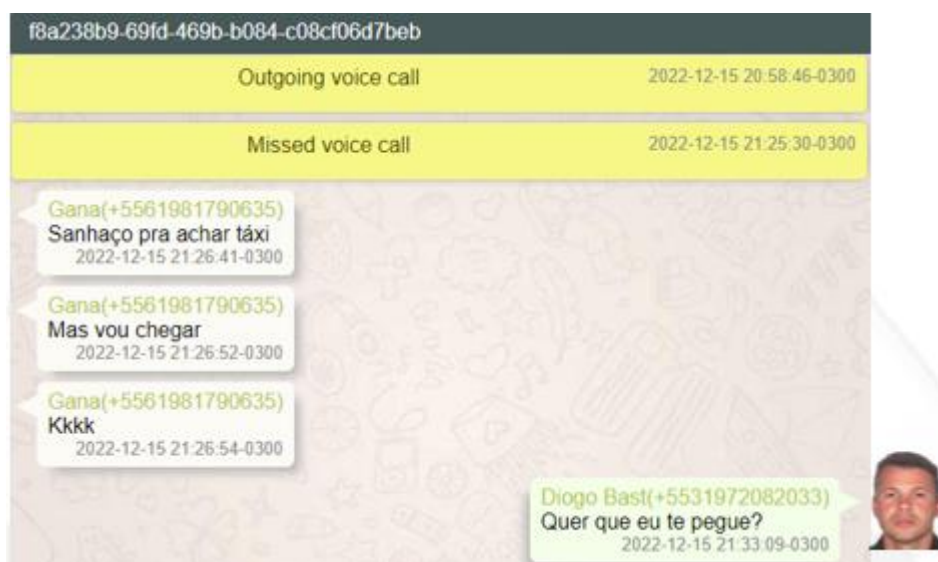 f8a238b9-69fd-469b-b084-c08cf06d7beb
Outgoing voice call 2022-12-15 20:58:46-0300
Missed voice call 2022-12-15 21:25:30-0300
Gana(+5561981790635)
Sanhaço pra achar táxi
2022-12-15 21:26:41-0300
Gana(+5561981790635)
Mas vou chegar
2022-12-15 21:26:52-0300
Gana(+5561981790635)
Kkkk
2022-12-15 21:26:54-0300
Diogo Bast(+5531972082033)
Quer que eu te pegue?
2022-12-15 21:33:09-0300